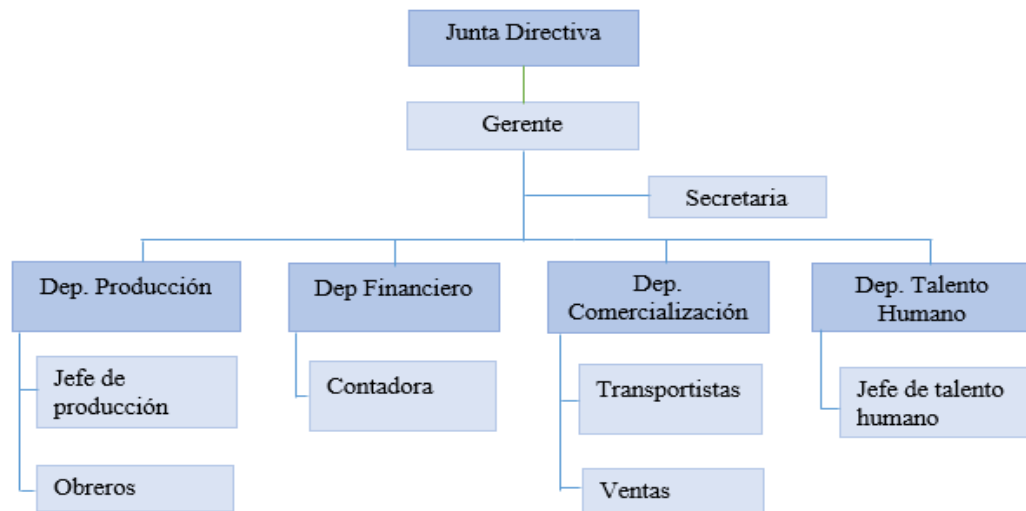 Junta Directiva
Gerente
Secretaria
Dep. Producción
Dep Financiero
Dep.
Comercialización
Dep. Talento
Humano
Jefe de
producción
Contadora
Transportistas
Jefe de talento
humano
Obreros
Ventas